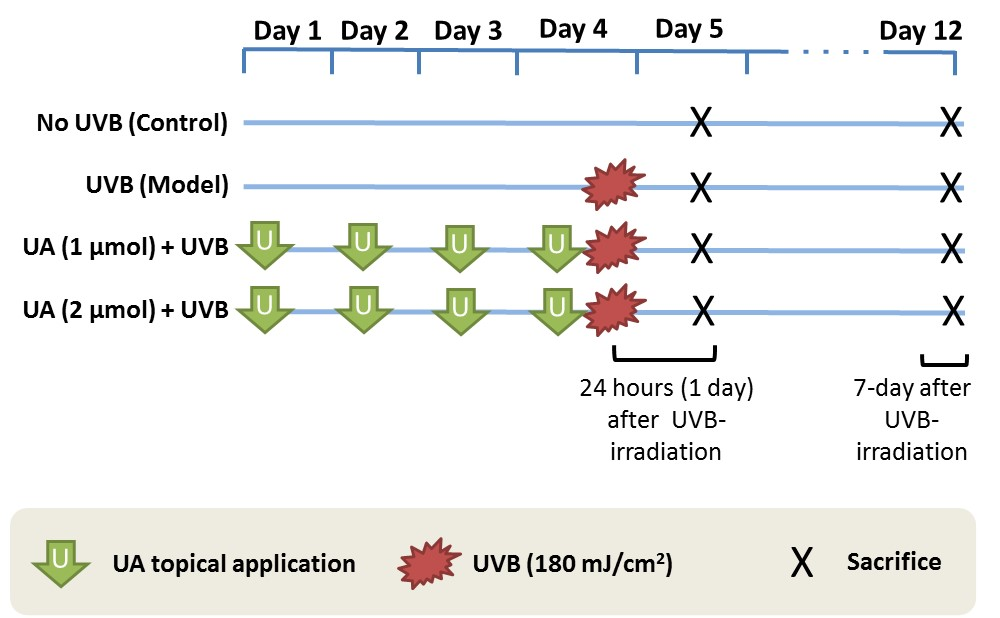 Day 1 Day 2 Day 3 Day 4 Day 5 Day 12
No UVB (Control) X X
UVB (Model) X X
UA (1 µmol) + UVB U U U U X X
UA (2 µmol) + UVB U U U U X X
24 hours (1 day)
after UVB-
irradiation
7-day after
UVB-
irradiation
U UA topical application UVB (180 mJ/cm²) X Sacrifice